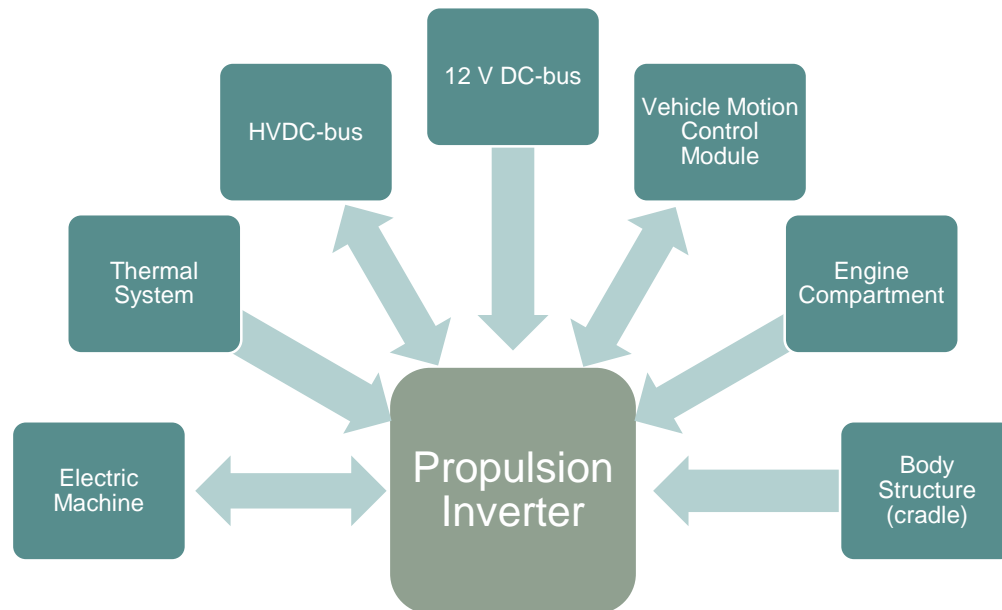 12 V DC-bus
HVDC-bus
Vehicle Motion
Control
Module
Thermal
System
Engine
Compartment
Electric
Machine
Propulsion
Inverter
Body
Structure
(cradle)